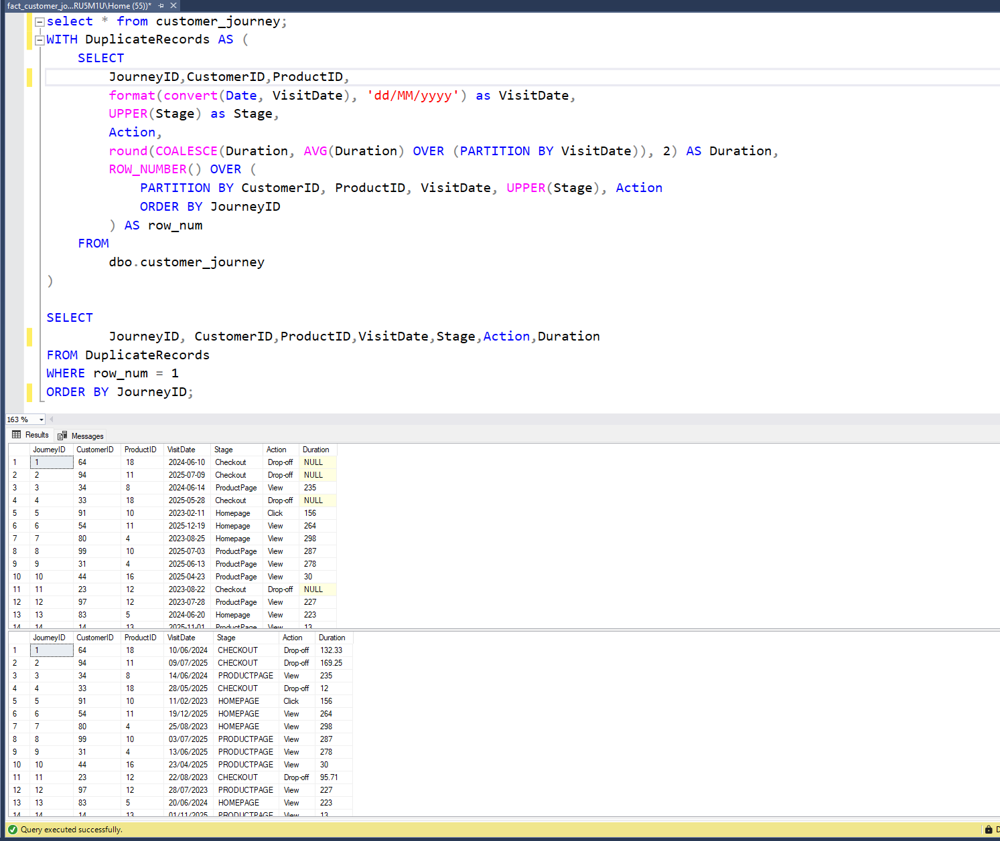 fact_customer_jo...RU5M1U\Home (55))*
select * from customer_journey;
WITH DuplicateRecords AS (
SELECT
JourneyID,CustomerID,ProductID,
format(convert(Date, VisitDate), 'dd/MM/yyyy') as VisitDate,
UPPER(Stage) as Stage,
Action,
round(COALESCE(Duration, AVG(Duration) OVER (PARTITION BY VisitDate)), 2) AS Duration,
ROW_NUMBER() OVER (
PARTITION BY CustomerID, ProductID, VisitDate, UPPER(Stage), Action
ORDER BY JourneyID
) AS row_num
FROM
dbo.customer_journey
)
SELECT
JourneyID, CustomerID,ProductID,VisitDate,Stage,Action,Duration
FROM DuplicateRecords
WHERE row_num = 1
ORDER BY JourneyID;
163 %
Results Messages
JourneyID CustomerID ProductID VisitDate Stage Action Duration
1 1 64 18 2024-06-10 Checkout Drop-off NULL
2 2 94 11 2025-07-09 Checkout Drop-off NULL
3 3 34 8 2024-06-14 ProductPage View 235
4 4 33 18 2025-05-28 Checkout Drop-off NULL
5 5 91 10 2023-02-11 Homepage Click 156
6 6 54 11 2025-12-19 Homepage View 264
7 7 80 4 2023-08-25 Homepage View 298
8 8 99 10 2025-07-03 ProductPage View 287
9 9 31 4 2025-06-13 ProductPage View 278
10 10 44 16 2025-04-23 ProductPage View 30
11 11 23 12 2023-08-22 Checkout Drop-off NULL
12 12 97 12 2023-07-28 ProductPage View 227
13 13 83 5 2024-06-20 Homepage View 223
14 14 14 13 2025-11-01 ProductPage View 13
JourneyID CustomerID ProductID VisitDate Stage Action Duration
1 1 64 18 10/06/2024 CHECKOUT Drop-off 132.33
2 2 94 11 09/07/2025 CHECKOUT Drop-off 169.25
3 3 34 8 14/06/2024 PRODUCTPAGE View 235
4 4 33 18 28/05/2025 CHECKOUT Drop-off 12
5 5 91 10 11/02/2023 HOMEPAGE Click 156
6 6 54 11 19/12/2025 HOMEPAGE View 264
7 7 80 4 25/08/2023 HOMEPAGE View 298
8 8 99 10 03/07/2025 PRODUCTPAGE View 287
9 9 31 4 13/06/2025 PRODUCTPAGE View 278
10 10 44 16 23/04/2025 PRODUCTPAGE View 30
11 11 23 12 22/08/2023 CHECKOUT Drop-off 95.71
12 12 97 12 28/07/2023 PRODUCTPAGE View 227
13 13 83 5 20/06/2024 HOMEPAGE View 223
14 14 14 13 01/11/2025 PRODUCTPAGE View 13
Query executed successfully.